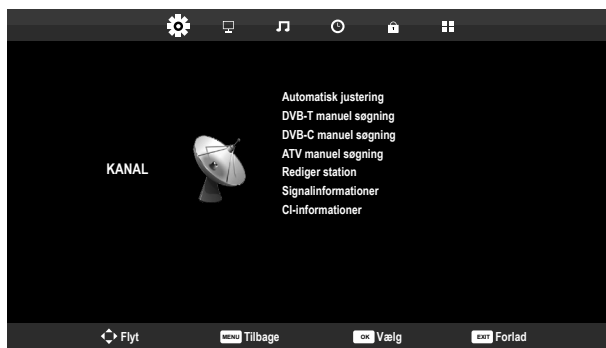 Automatisk justering
DVB-T manuel søgning
DVB-C manuel søgning
ATV manuel søgning
KANAL
Rediger station
Signalinformationer
CI-informationer
Flyt
MENU Tilbage
OK Vælg
EXIT Forlad